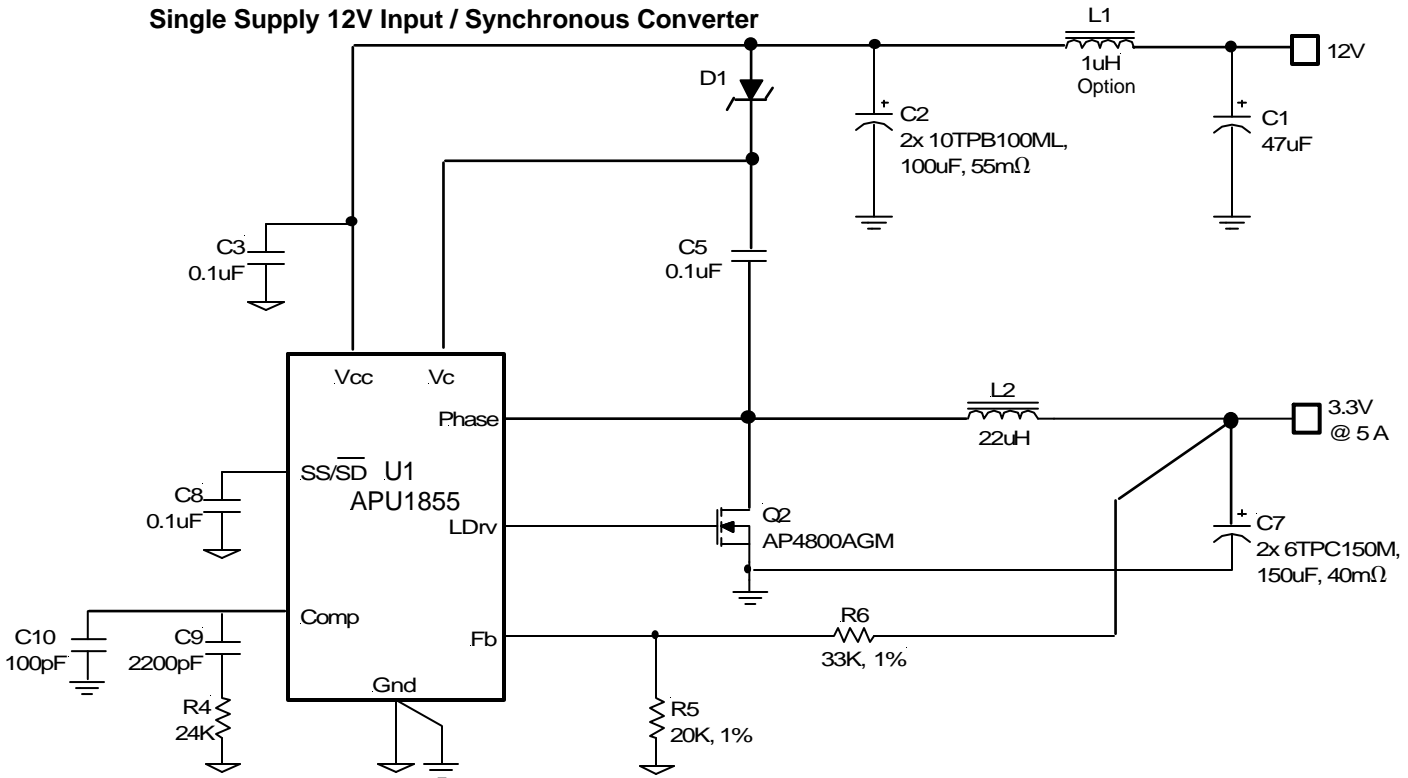 Single Supply 12V Input / Synchronous Converter
L1
1uH
Option
12V
D1
C2
2x 10TPB100ML,
100uF, 55mΩ
C1
47uF
C3
0.1uF
C5
0.1uF
Vcc
Vc
Phase
L2
22uH
3.3V
@ 5 A
SS/SD
U1
APU1855
C8
0.1uF
LDrv
Q2
AP4800AGM
C7
2x 6TPC150M,
150uF, 40mΩ
Comp
C10
100pF
C9
2200pF
Fb
R6
33K, 1%
Gnd
R4
24K
R5
20K, 1%